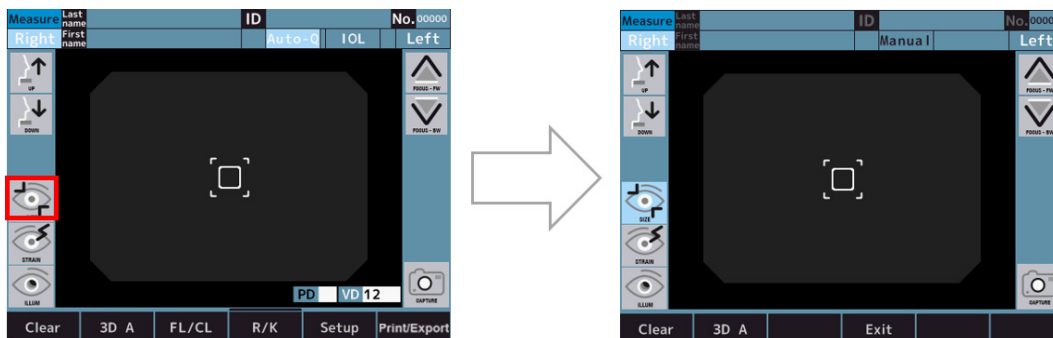 Measure Last name ID No. 00000
Right First name Auto-Q IOL Left
UP
FOCUS-FW
DOWN
FOCUS-BW
STRAIN
ILLUM
CAPTURE
PD VD 12
Clear 3D A FL/CL R/K Setup Print/Export
Measure Last name ID No. 00000
Right First name Manual Left
UP
FOCUS-FW
DOWN
FOCUS-BW
SIZE
STRAIN
ILLUM
CAPTURE
Clear 3D A Exit